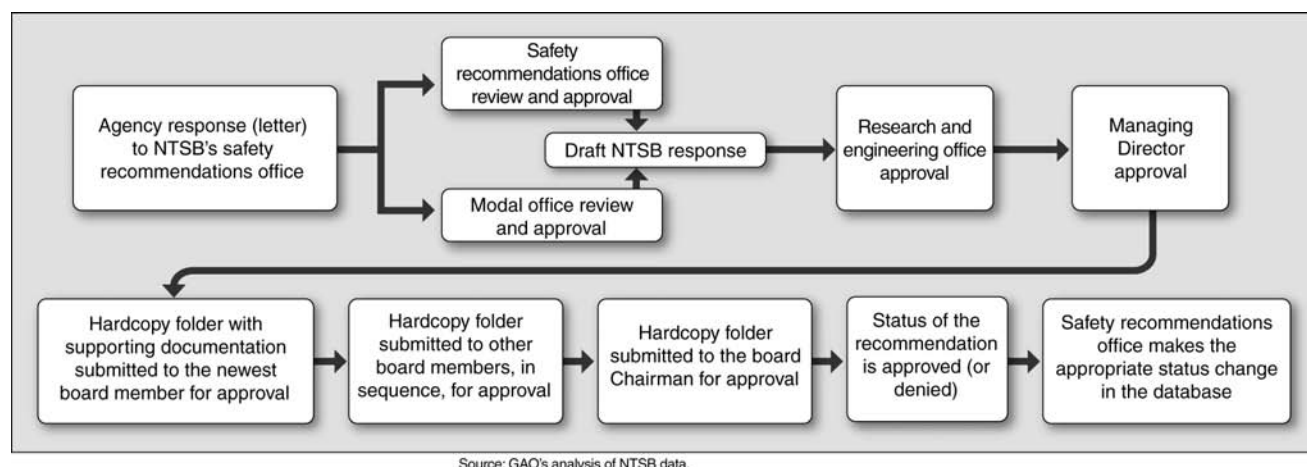 Agency response (letter)
to NTSB's safety
recommendations office
Safety
recommendations office
review and approval
Modal office review
and approval
Draft NTSB response
Research and
engineering office
approval
Managing
Director
approval
Hardcopy folder with
supporting documentation
submitted to the newest
board member for approval
Hardcopy folder
submitted to other
board members, in
sequence, for approval
Hardcopy folder
submitted to the board
Chairman for approval
Status of the
recommendation
is approved (or
denied)
Safety recommendations
office makes the
appropriate status change
in the database
Source: GAO's analysis of NTSB data.